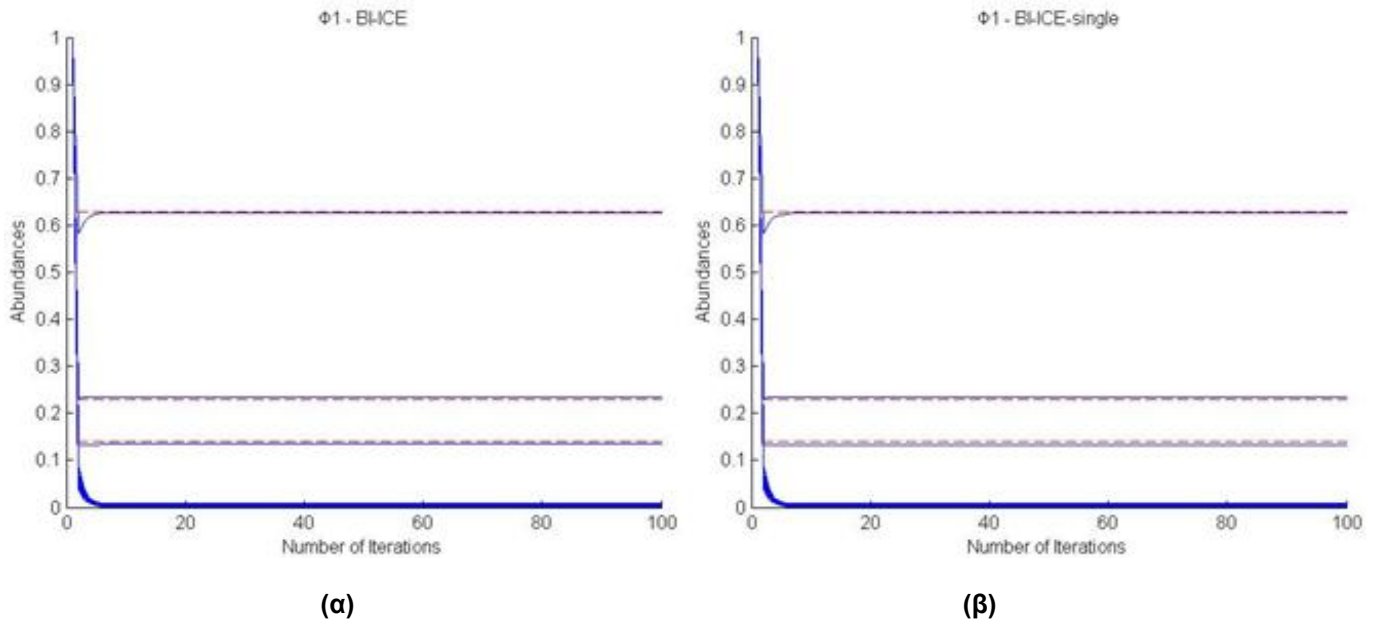 Φ1 - BI-ICE
1
0.9
0.8
0.7
0.6
0.5
0.4
0.3
0.2
0.1
0
Abundances
0 20 40 60 80 100
Number of Iterations
(α)
Φ1 - BI-ICE-single
1
0.9
0.8
0.7
0.6
0.5
0.4
0.3
0.2
0.1
0
Abundances
0 20 40 60 80 100
Number of Iterations
(β)